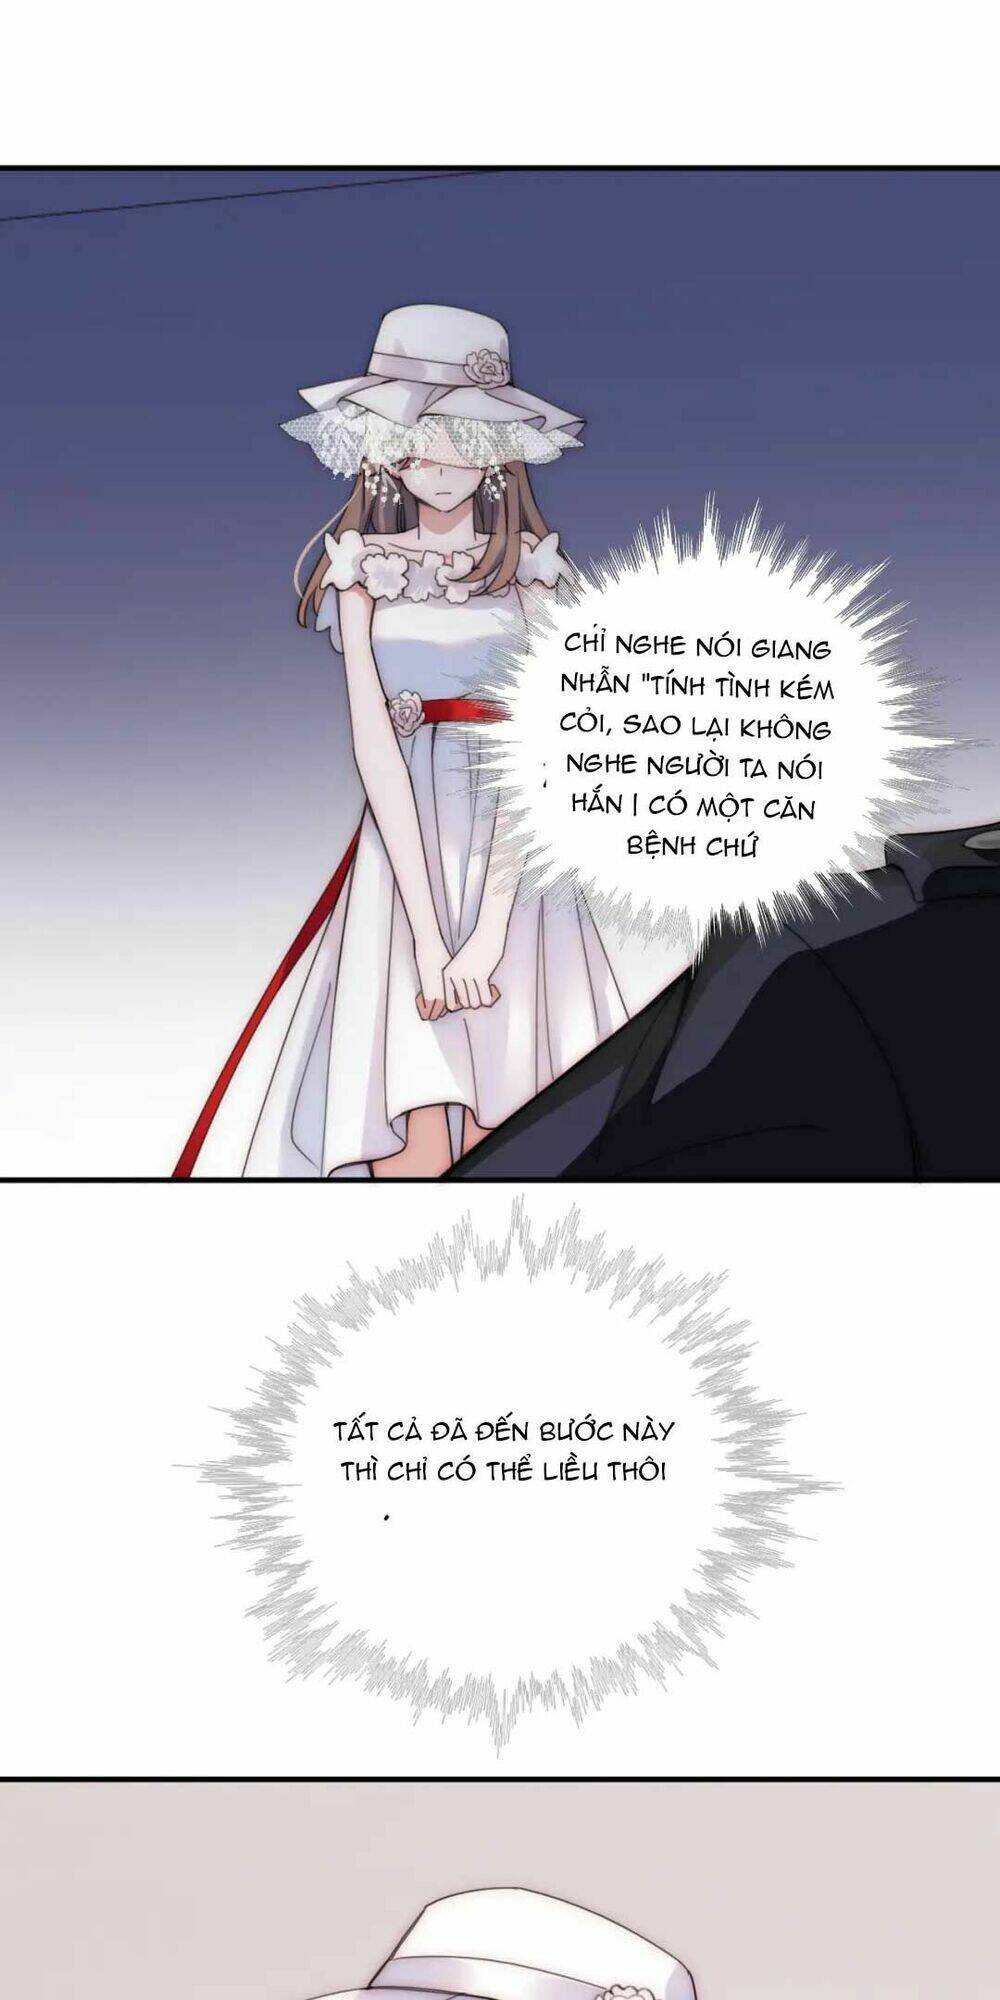 CHỈ NGHE NÓI GIANG
NHẪN "TÍNH TÌNH KÉM
CỎI, SAO LẠI KHÔNG
NGHE NGƯỜI TA NÓI
HẮN | CÓ MỘT CĂN
BỆNH CHỨ
TẤT CẢ ĐÃ ĐẾN BƯỚC NÀY
THÌ CHỈ CÓ THỂ LIỀU THÔI